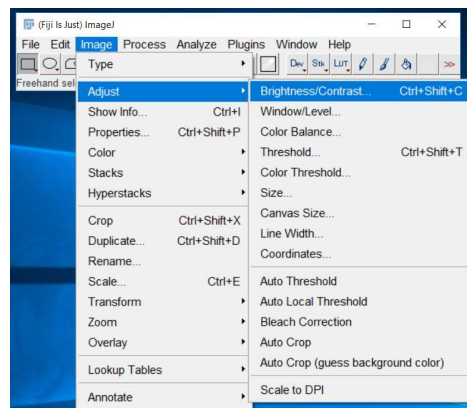 (Fiji Is Just) ImageJ
File Edit Image Process Analyze Plugins Window Help
Dev Stk LUT >>
Freehand sel
Type
Adjust
Show Info... Ctrl+I
Properties... Ctrl+Shift+P
Color
Stacks
Hyperstacks
Crop Ctrl+Shift+X
Duplicate... Ctrl+Shift+D
Rename...
Scale... Ctrl+E
Transform
Zoom
Overlay
Lookup Tables
Annotate
Brightness/Contrast... Ctrl+Shift+C
Window/Level...
Color Balance...
Threshold... Ctrl+Shift+T
Color Threshold...
Size...
Canvas Size...
Line Width...
Coordinates...
Auto Threshold
Auto Local Threshold
Bleach Correction
Auto Crop
Auto Crop (guess background color)
Scale to DPI